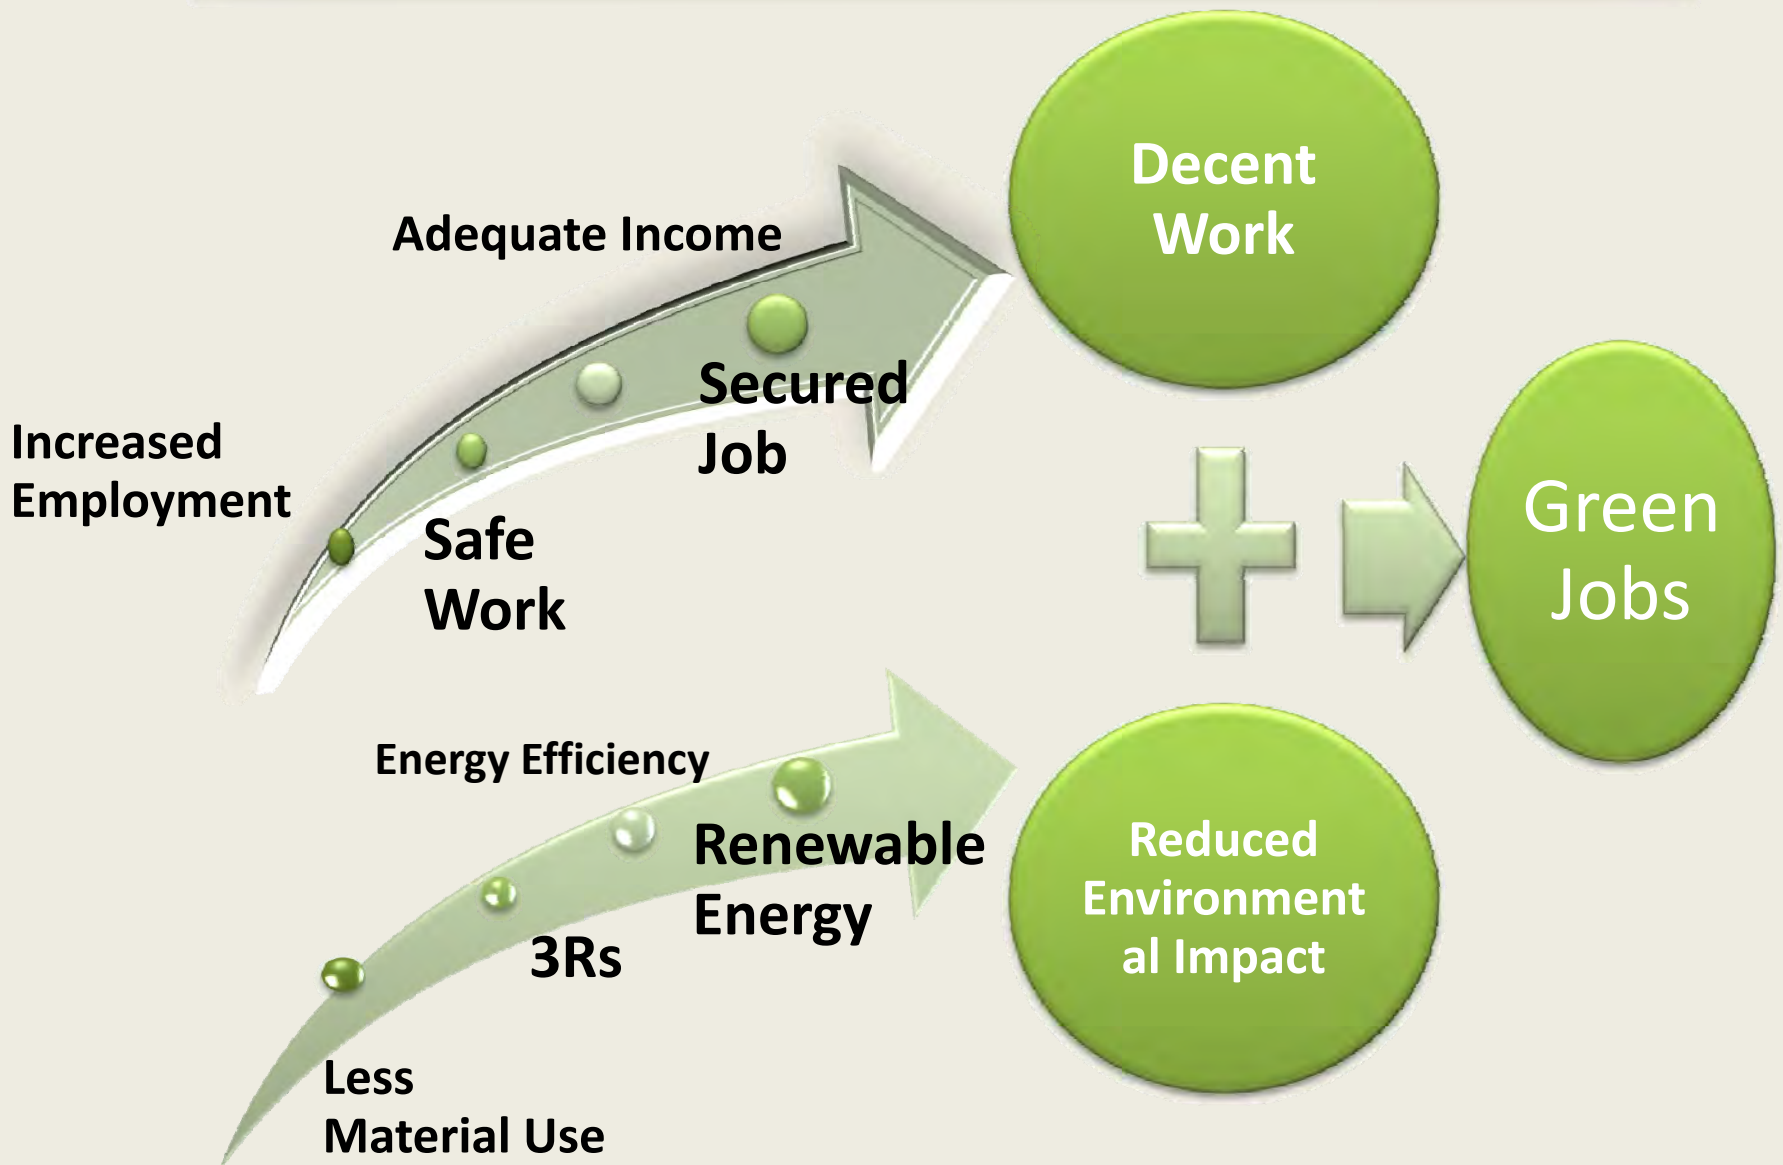 Decent
Work
Adequate Income
Secured
Job
Increased
Employment
Safe
Work
Green
Jobs
Energy Efficiency
Renewable
Energy
3Rs
Less
Material Use
Reduced
Environment
al Impact